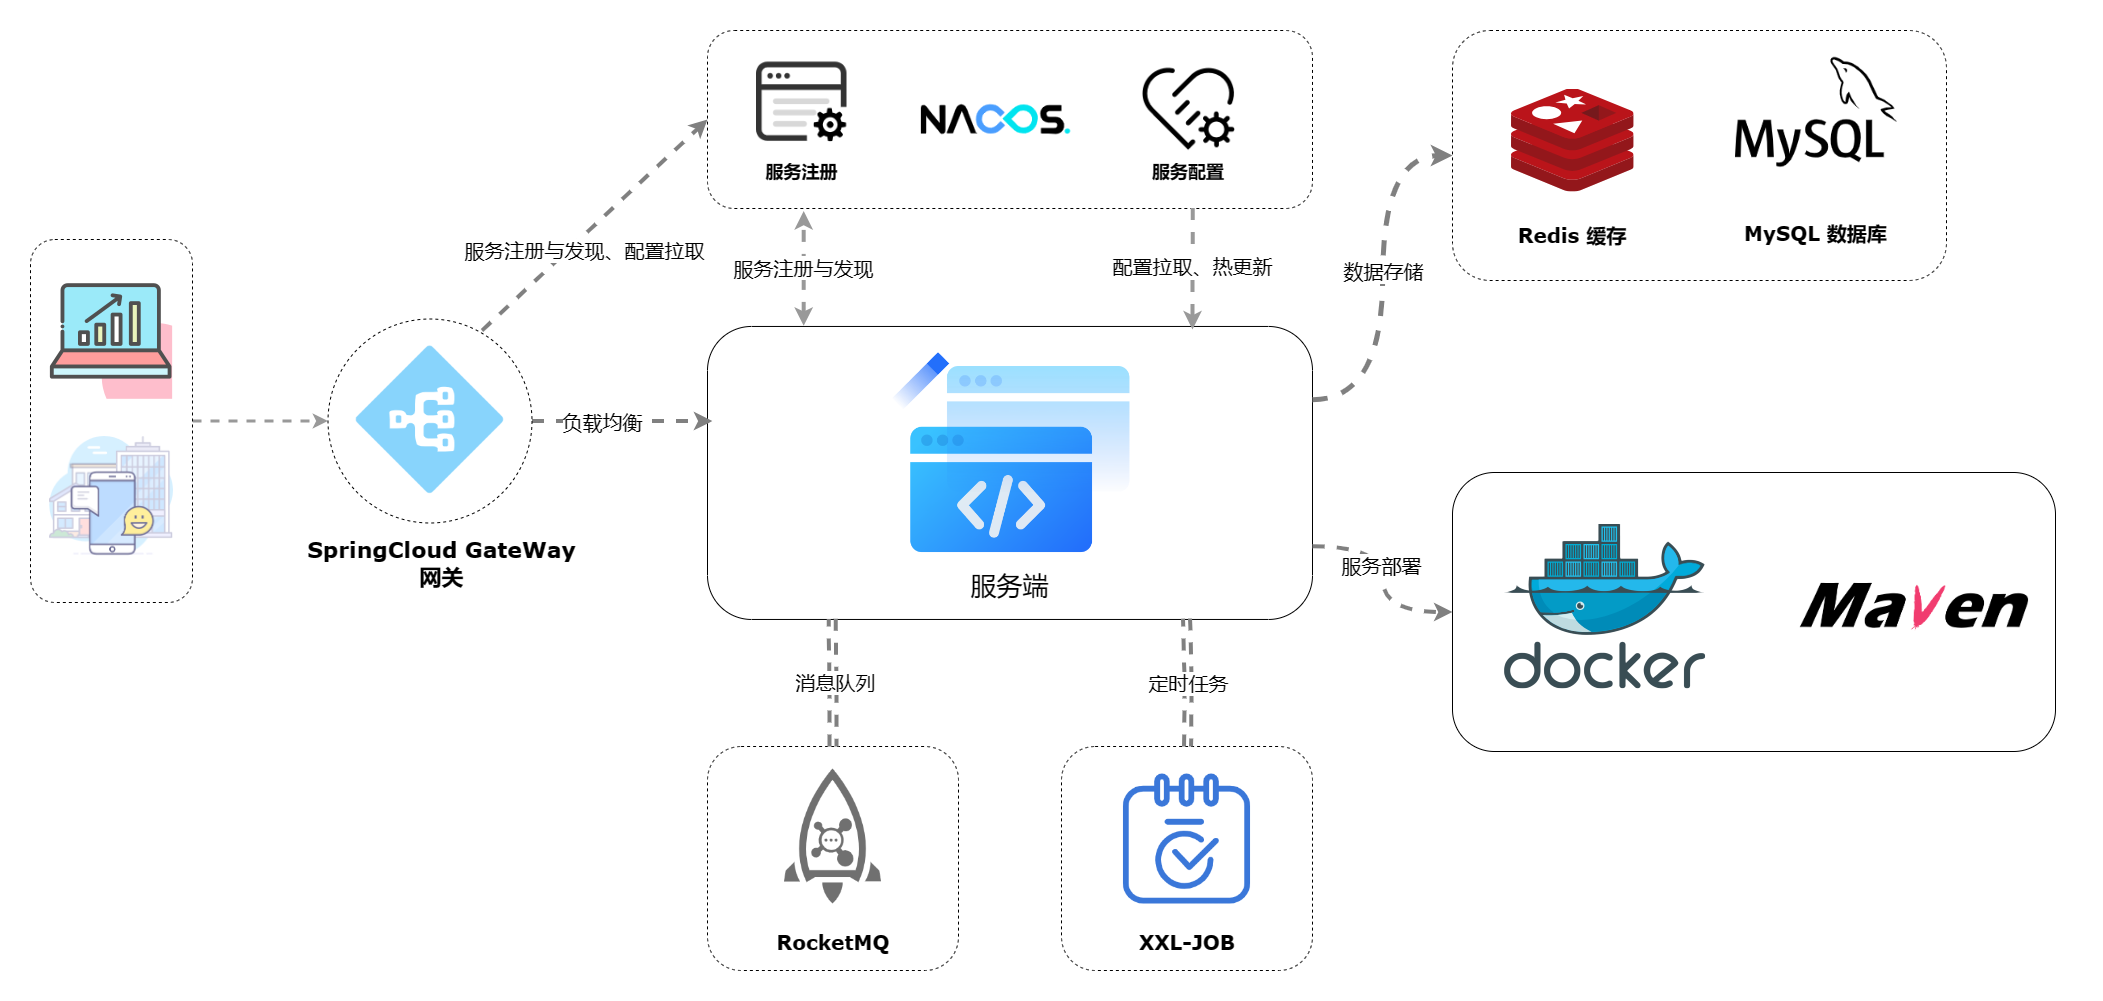 服务注册
NACOS.
服务配置
MySQL
Redis 缓存
MySQL 数据库
服务注册与发现、配置拉取
服务注册与发现
配置拉取、热更新
数据存储
负载均衡
SpringCloud GateWay
网关
服务端
服务部署
docker
Maven
消息队列
定时任务
RocketMQ
XXL-JOB